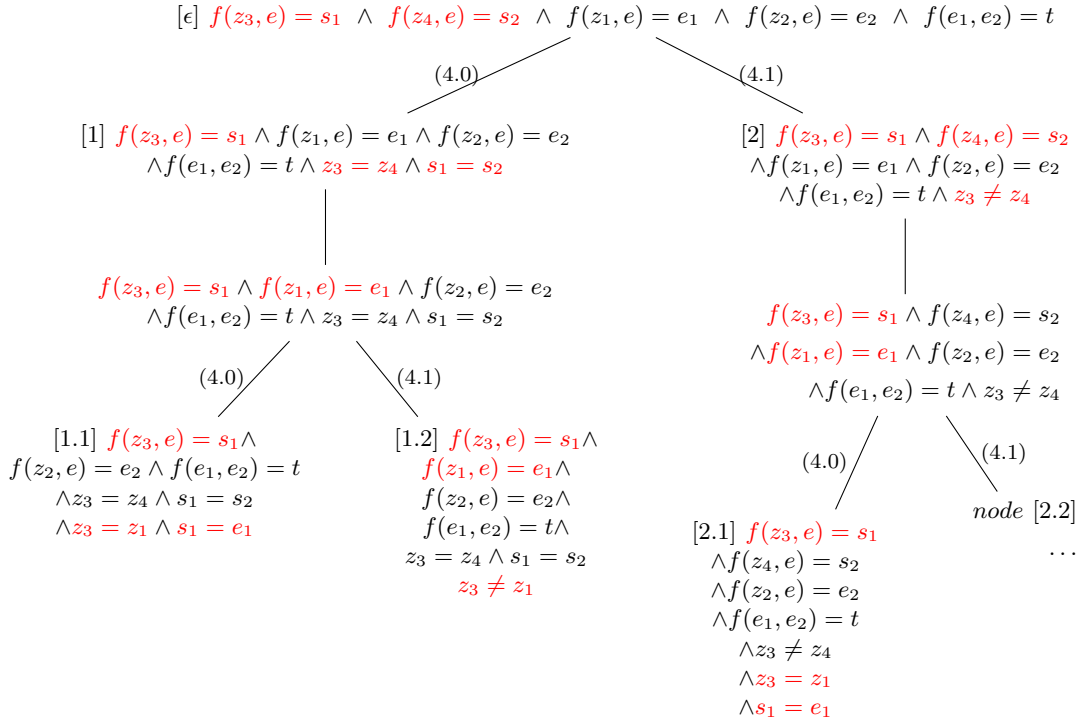 [ϵ] f(z₃, e) = s₁ ∧ f(z₄, e) = s₂ ∧ f(z₁, e) = e₁ ∧ f(z₂, e) = e₂ ∧ f(e₁, e₂) = t
(4.0)
(4.1)
[1] f(z₃, e) = s₁ ∧ f(z₁, e) = e₁ ∧ f(z₂, e) = e₂
∧f(e₁, e₂) = t ∧ z₃ = z₄ ∧ s₁ = s₂
[2] f(z₃, e) = s₁ ∧ f(z₄, e) = s₂
∧f(z₁, e) = e₁ ∧ f(z₂, e) = e₂
∧f(e₁, e₂) = t ∧ z₃ ≠ z₄
f(z₃, e) = s₁ ∧ f(z₁, e) = e₁ ∧ f(z₂, e) = e₂
∧f(e₁, e₂) = t ∧ z₃ = z₄ ∧ s₁ = s₂
f(z₃, e) = s₁ ∧ f(z₄, e) = s₂
∧f(z₁, e) = e₁ ∧ f(z₂, e) = e₂
∧f(e₁, e₂) = t ∧ z₃ ≠ z₄
(4.0)
(4.1)
[1.1] f(z₃, e) = s₁∧
f(z₂, e) = e₂ ∧ f(e₁, e₂) = t
∧z₃ = z₄ ∧ s₁ = s₂
∧z₃ = z₁ ∧ s₁ = e₁
[1.2] f(z₃, e) = s₁∧
f(z₁, e) = e₁∧
f(z₂, e) = e₂∧
f(e₁, e₂) = t∧
z₃ = z₄ ∧ s₁ = s₂
z₃ ≠ z₁
(4.0)
(4.1)
[2.1] f(z₃, e) = s₁
∧f(z₄, e) = s₂
∧f(z₂, e) = e₂
∧f(e₁, e₂) = t
∧z₃ ≠ z₄
∧z₃ = z₁
∧s₁ = e₁
node [2.2]
. . .